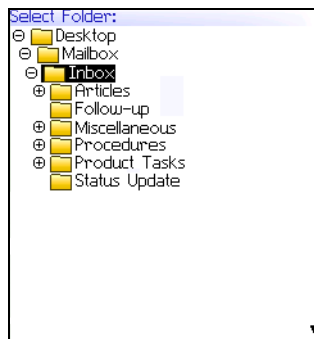 Select Folder:
Desktop
Mailbox
Inbox
Articles
Follow-up
Miscellaneous
Procedures
Product Tasks
Status Update